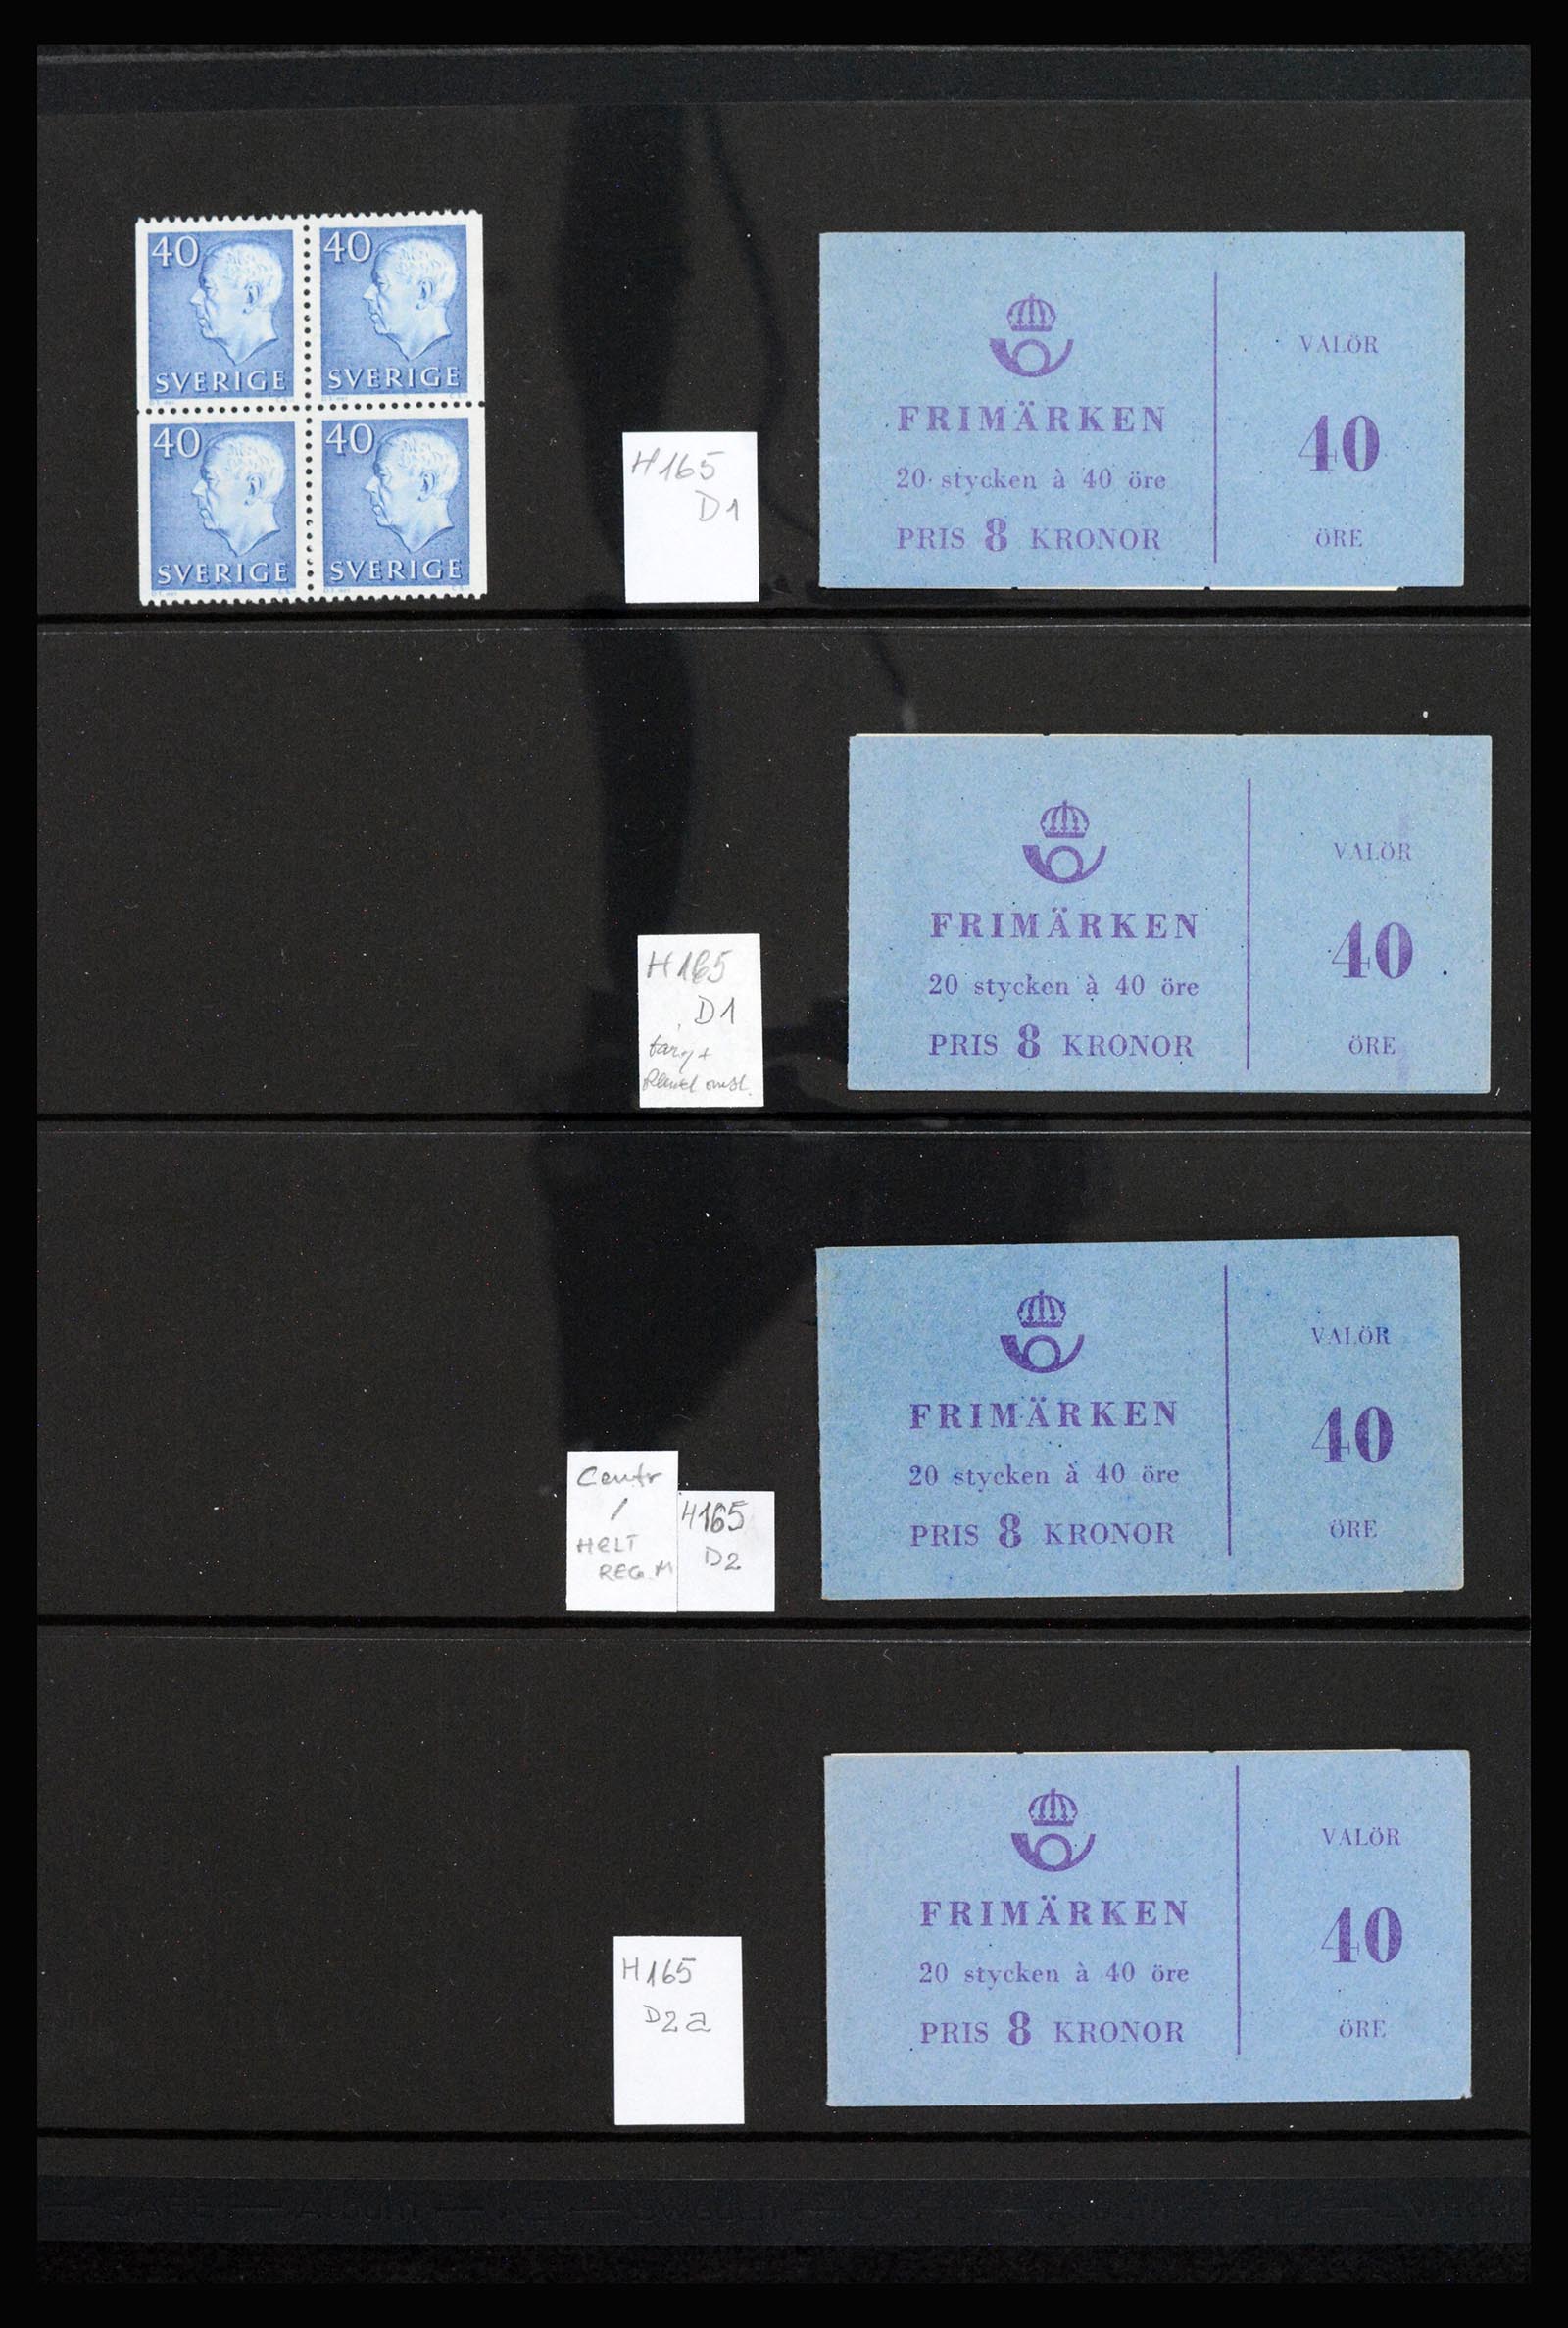 40 40
SVERIGE SVERIGE
40 40
SVERIGE SVERIGE
H165
D1
FRIMÄRKEN
20 stycken à 40 öre
PRIS 8 KRONOR
VALÖR
40
ÖRE
H165
D1
FRIMÄRKEN
20 stycken à 40 öre
PRIS 8 KRONOR
VALÖR
40
ÖRE
Centr
/
HELT
REG.M
H165
D2
FRIMÄRKEN
20 stycken à 40 öre
PRIS 8 KRONOR
VALÖR
40
ÖRE
H165
D2a
FRIMÄRKEN
20 stycken à 40 öre
PRIS 8 KRONOR
VALÖR
40
ÖRE